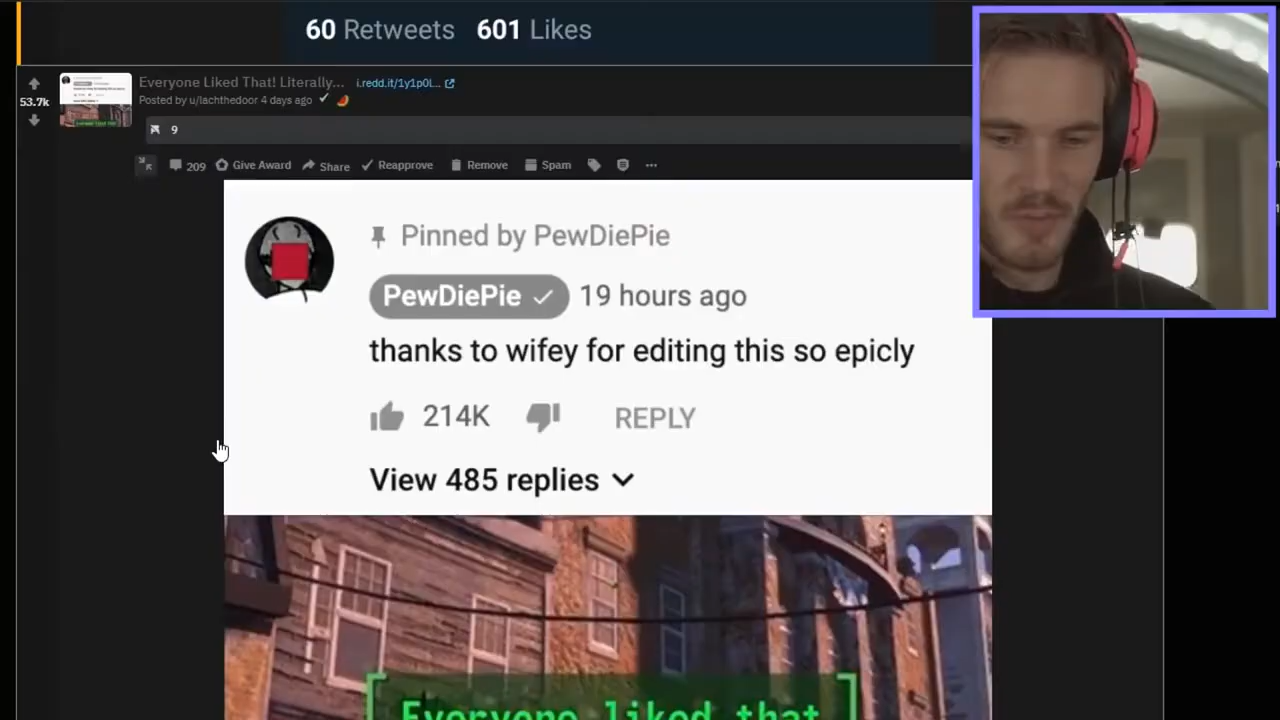 60 Retweets 601 Likes
Everyone Liked That! Literally... i.redd.it/1y1p0l...
53.7k
Posted by u/lachthedoor 4 days ago
9
209 Give Award Share Reapprove Remove Spam
Pinned by PewDiePie
PewDiePie 19 hours ago
thanks to wifey for editing this so epicly
214K REPLY
View 485 replies
Everyone liked that